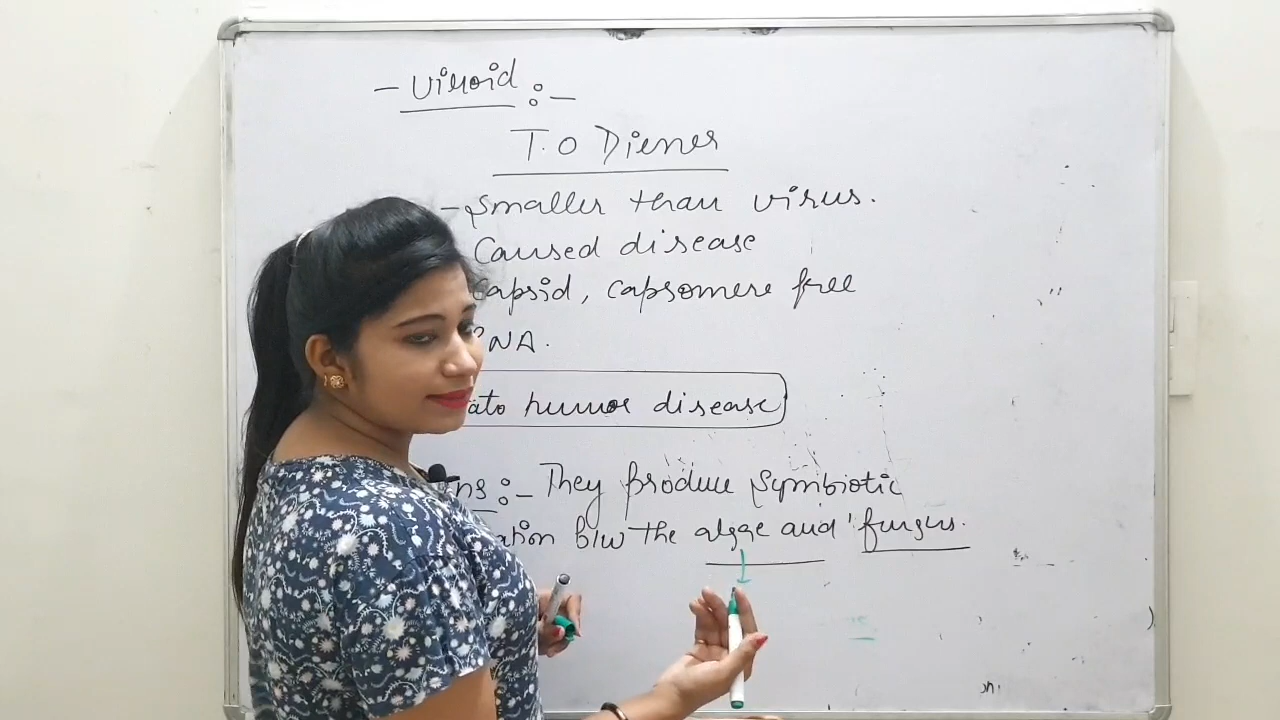 - Viroid :-
T.O Diener
- Smaller than virus.
Caused disease
Capsid, capsomere free
RNA.
ato humor disease
ns :- They produce Symbiotic
ation b/w the algae and fungus.